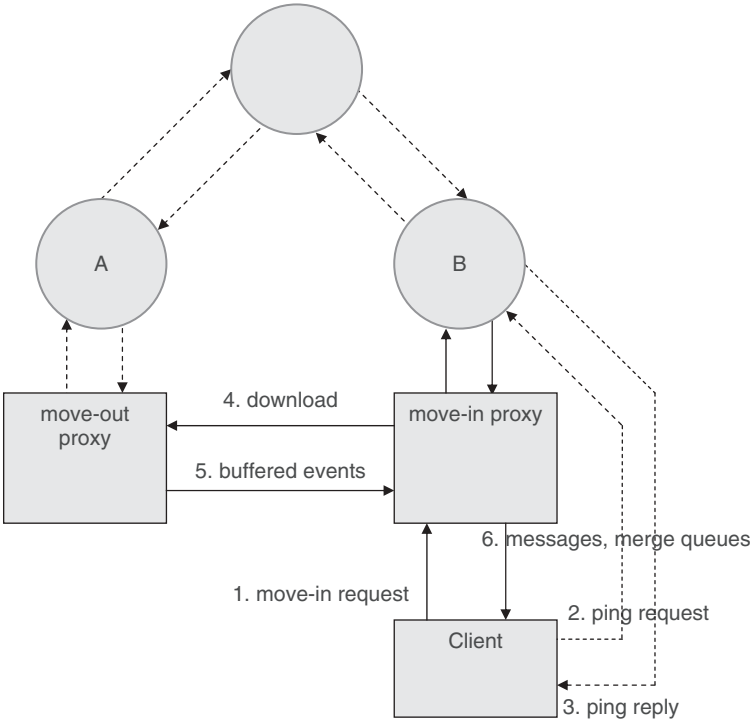 A
B
move-out
proxy
4. download
move-in proxy
5. buffered events
6. messages, merge queues
1. move-in request
2. ping request
Client
3. ping reply